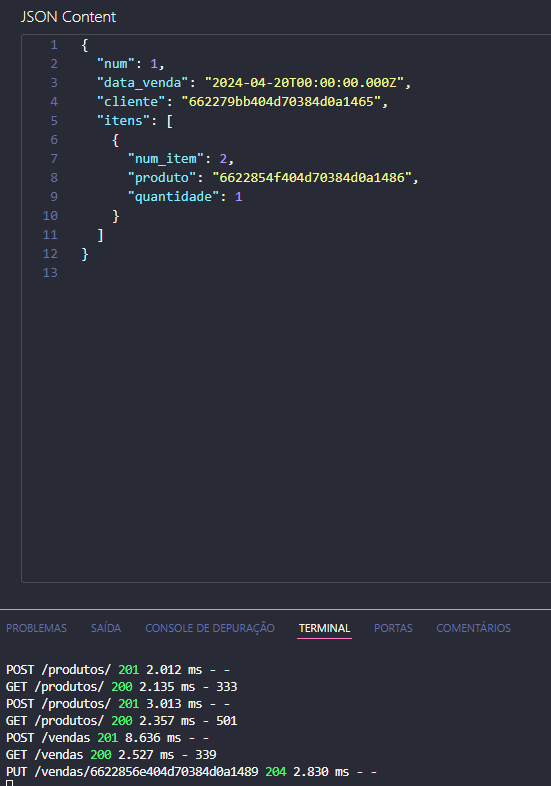 JSON Content
1 {
2 "num": 1,
3 "data_venda": "2024-04-20T00:00:00.000Z",
4 "cliente": "662279bb404d70384d0a1465",
5 "itens": [
6 {
7 "num_item": 2,
8 "produto": "6622854f404d70384d0a1486",
9 "quantidade": 1
10 }
11 ]
12 }
13
PROBLEMAS SAÍDA CONSOLE DE DEPURAÇÃO TERMINAL PORTAS COMENTÁRIOS
POST /produtos/ 201 2.012 ms - -
GET /produtos/ 200 2.135 ms - 333
POST /produtos/ 201 3.013 ms - -
GET /produtos/ 200 2.357 ms - 501
POST /vendas 201 8.636 ms - -
GET /vendas 200 2.527 ms - 339
PUT /vendas/6622856e404d70384d0a1489 204 2.830 ms - -